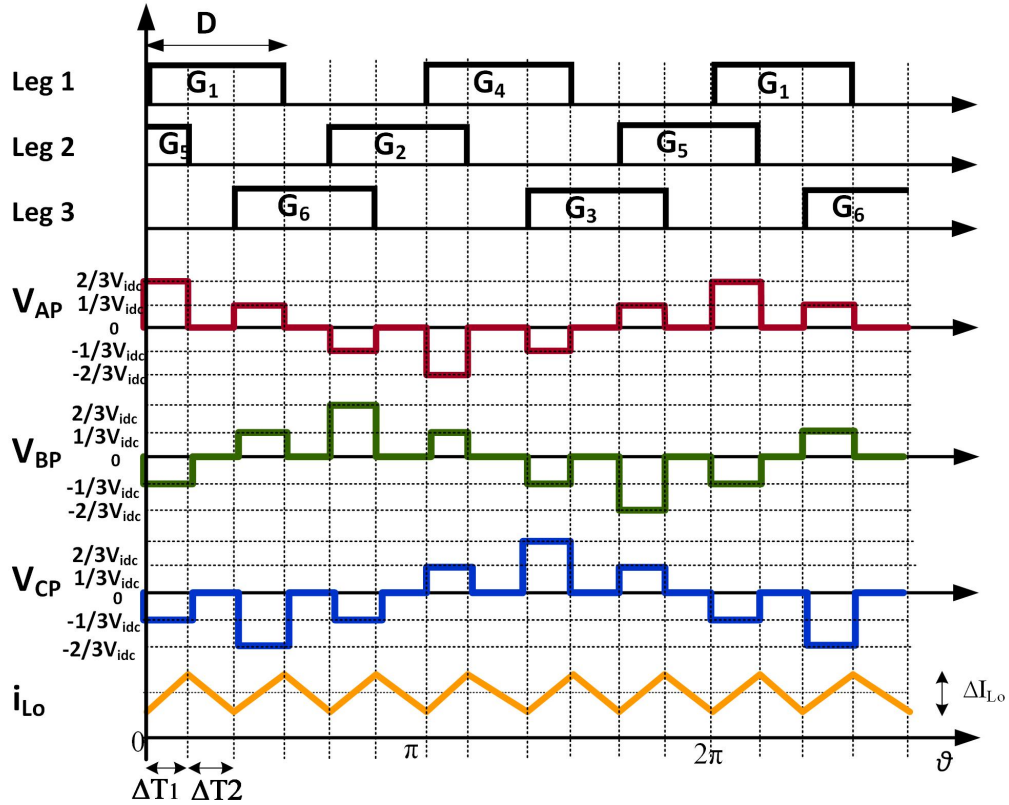 D
Leg 1
G1
G4
G1
Leg 2
G5
G2
G5
Leg 3
G6
G3
G6
VAP
2/3Vidc
1/3Vidc
0
-1/3Vidc
-2/3Vidc
VBP
2/3Vidc
1/3Vidc
0
-1/3Vidc
-2/3Vidc
VCP
2/3Vidc
1/3Vidc
0
-1/3Vidc
-2/3Vidc
iLo
ΔILo
0
π
2π
ϑ
ΔT1
ΔT2